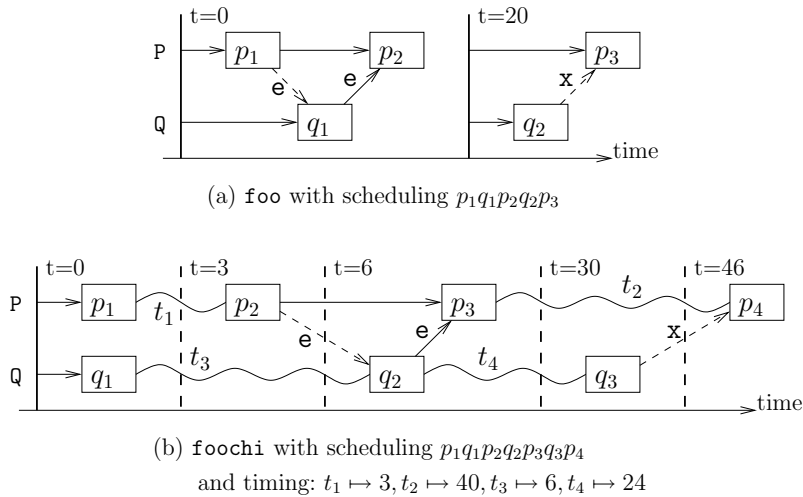 t=0 t=20
P p1 p2 p3
e e x
Q q1 q2
time
(a) foo with scheduling p1q1p2q2p3
t=0 t=3 t=6 t=30 t=46
P p1 t1 p2 p3 t2 p4
e e x
Q q1 t3 q2 t4 q3
time
(b) foochi with scheduling p1q1p2q2p3q3p4
and timing: t1 ↦ 3, t2 ↦ 40, t3 ↦ 6, t4 ↦ 24